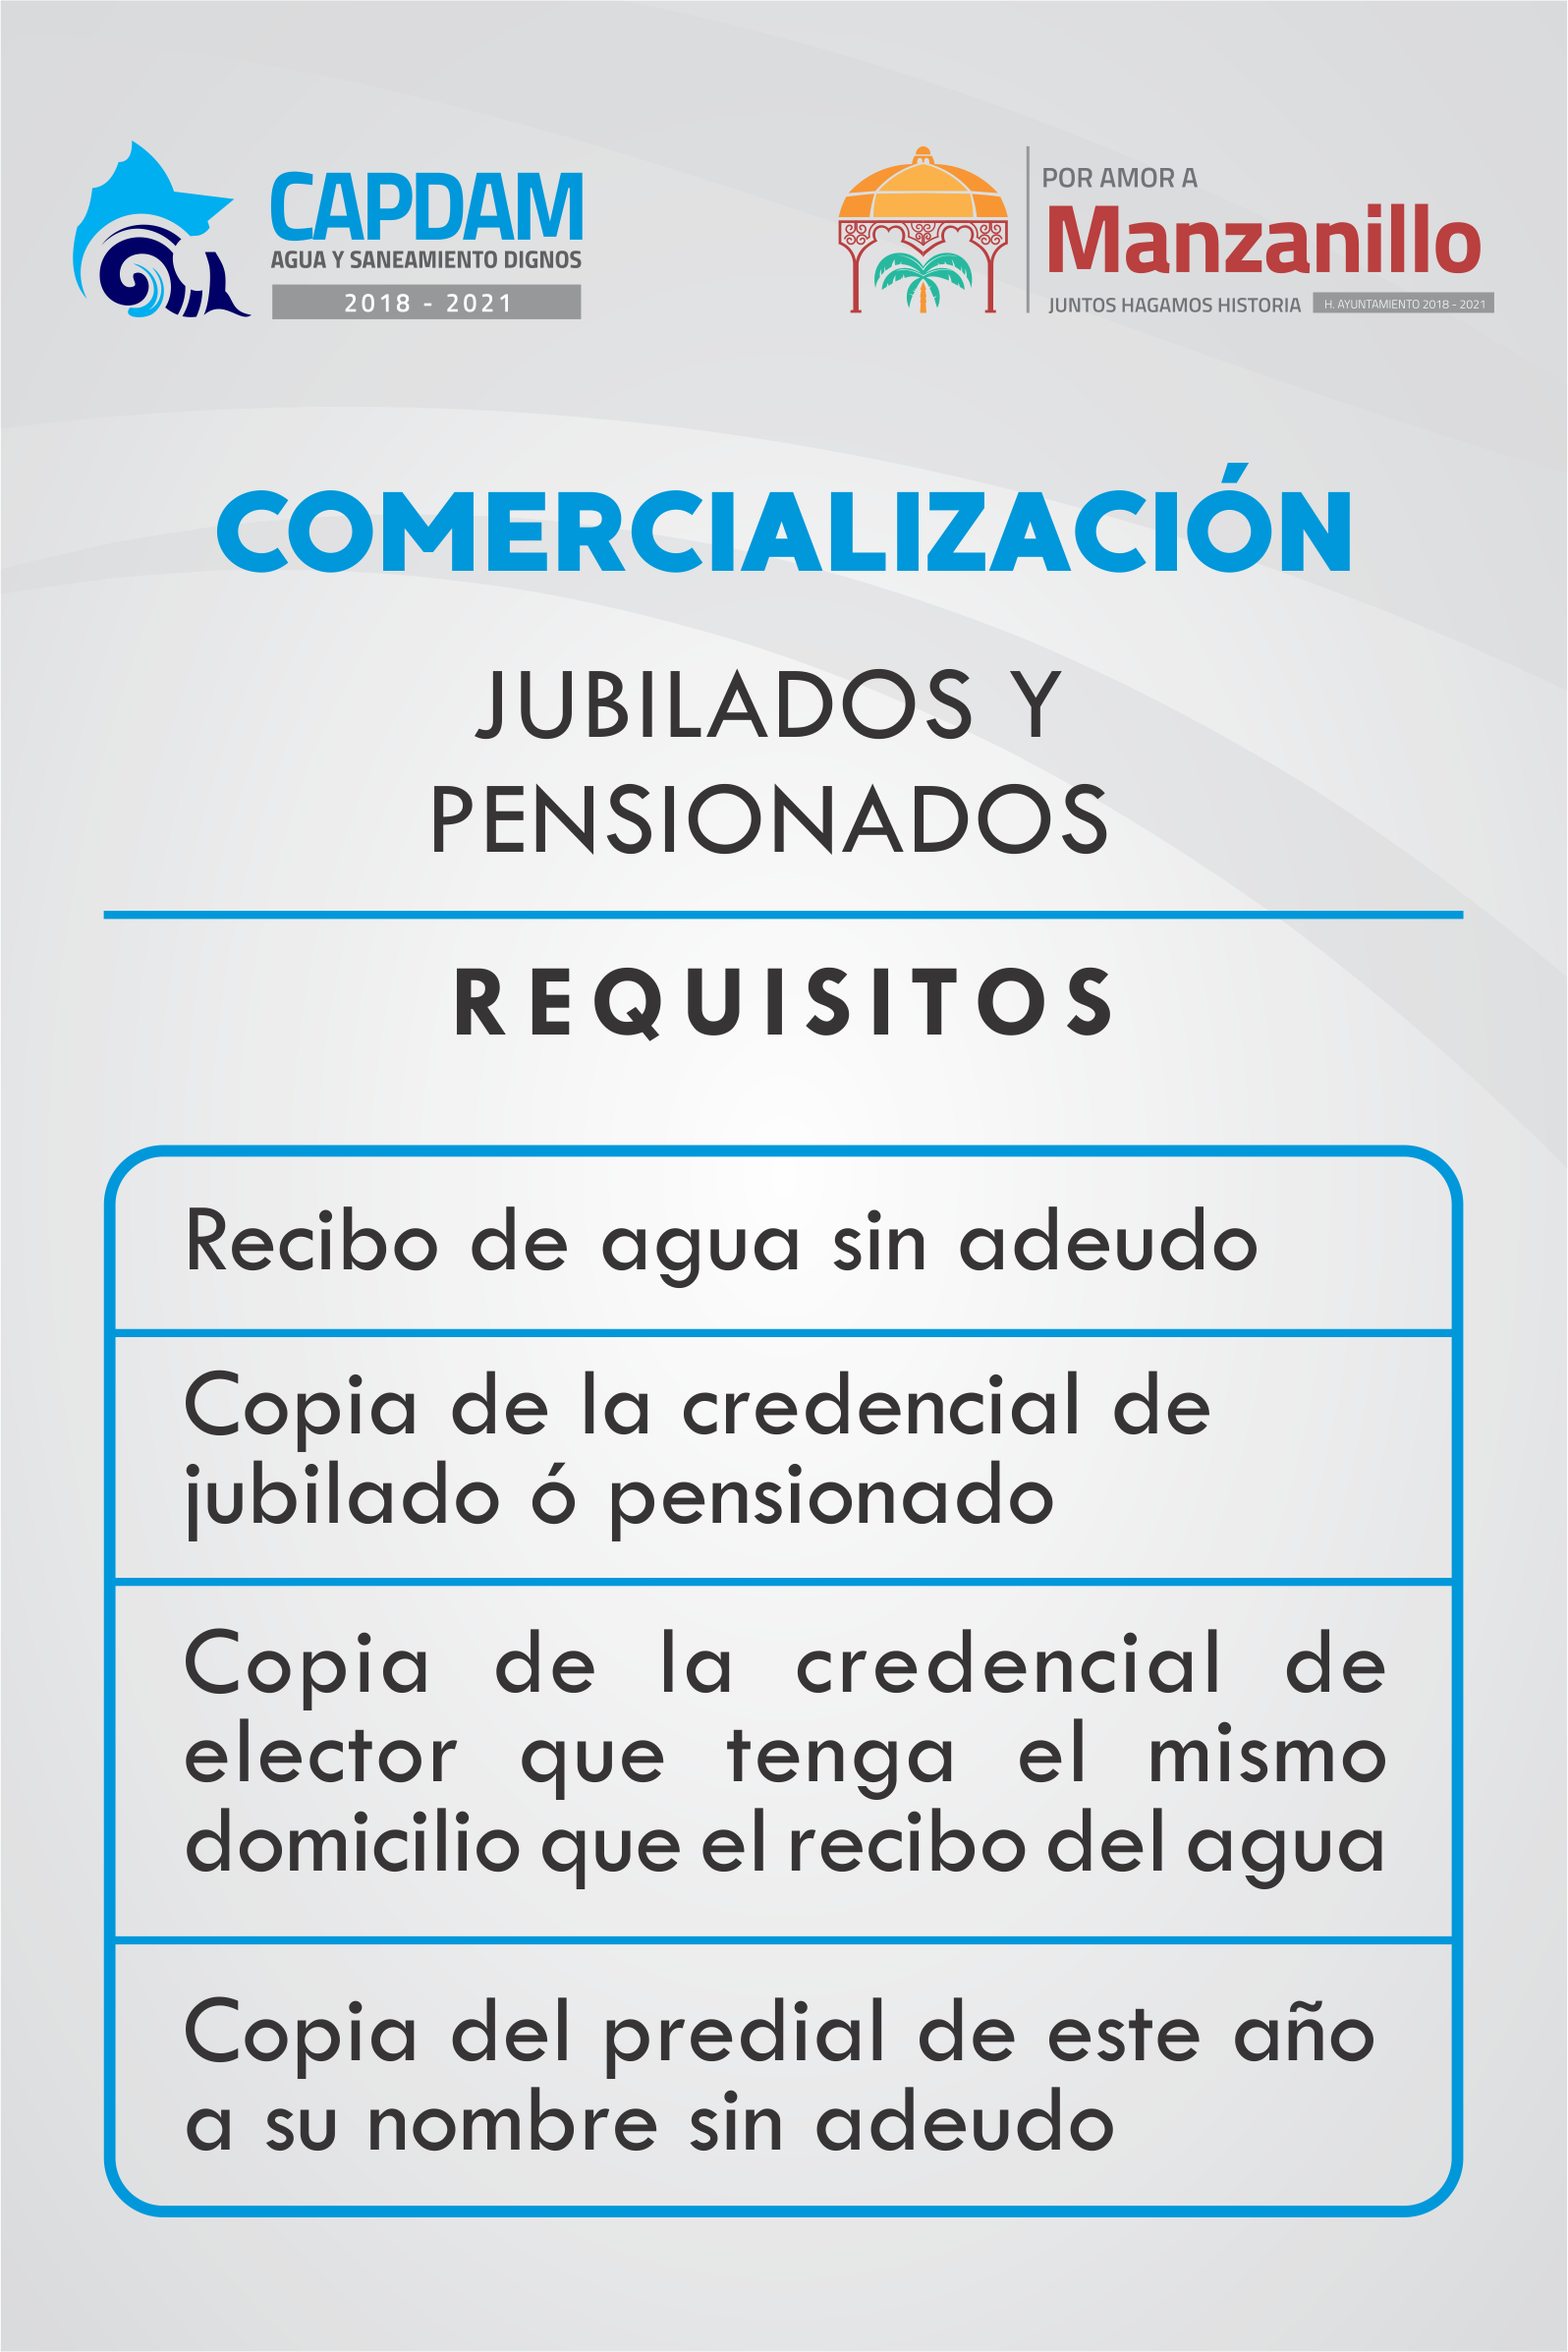 CAPDAM
AGUA Y SANEAMIENTO DIGNOS
2018 - 2021
POR AMOR A
Manzanillo
JUNTOS HAGAMOS HISTORIA
H. AYUNTAMIENTO 2018 - 2021
COMERCIALIZACIÓN
JUBILADOS Y
PENSIONADOS
REQUISITOS
Recibo de agua sin adeudo
Copia de la credencial de
jubilado ó pensionado
Copia de la credencial de
elector que tenga el mismo
domicilio que el recibo del agua
Copia del predial de este año
a su nombre sin adeudo